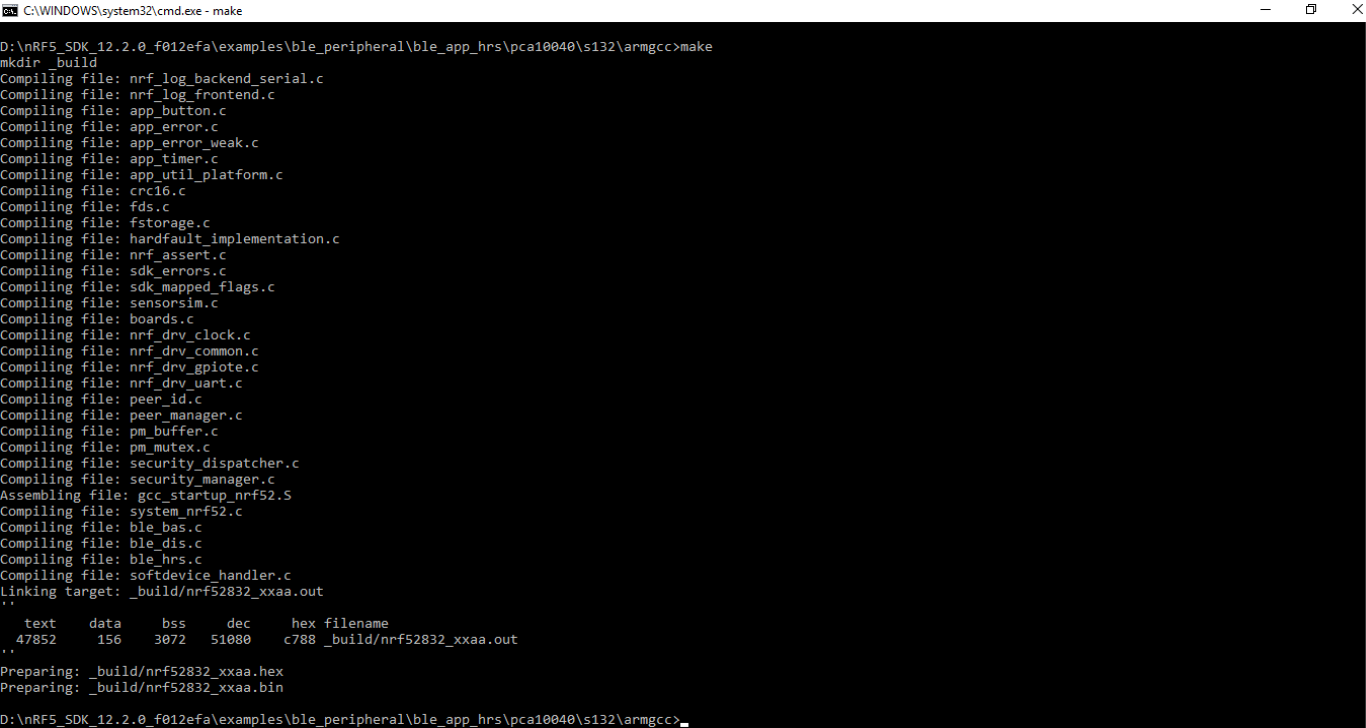 C:\WINDOWS\system32\cmd.exe - make
D:\nRF5_SDK_12.2.0_f012efa\examples\ble_peripheral\ble_app_hrs\pca10040\s132\armgcc>make
mkdir _build
Compiling file: nrf_log_backend_serial.c
Compiling file: nrf_log_frontend.c
Compiling file: app_button.c
Compiling file: app_error.c
Compiling file: app_error_weak.c
Compiling file: app_timer.c
Compiling file: app_util_platform.c
Compiling file: crc16.c
Compiling file: fds.c
Compiling file: fstorage.c
Compiling file: hardfault_implementation.c
Compiling file: nrf_assert.c
Compiling file: sdk_errors.c
Compiling file: sdk_mapped_flags.c
Compiling file: sensorsim.c
Compiling file: boards.c
Compiling file: nrf_drv_clock.c
Compiling file: nrf_drv_common.c
Compiling file: nrf_drv_gpiote.c
Compiling file: nrf_drv_uart.c
Compiling file: peer_id.c
Compiling file: peer_manager.c
Compiling file: pm_buffer.c
Compiling file: pm_mutex.c
Compiling file: security_dispatcher.c
Compiling file: security_manager.c
Assembling file: gcc_startup_nrf52.S
Compiling file: system_nrf52.c
Compiling file: ble_bas.c
Compiling file: ble_dis.c
Compiling file: ble_hrs.c
Compiling file: softdevice_handler.c
Linking target: _build/nrf52832_xxaa.out
''
   text    data     bss     dec     hex filename
  47852     156    3072   51080    c788 _build/nrf52832_xxaa.out
''
Preparing: _build/nrf52832_xxaa.hex
Preparing: _build/nrf52832_xxaa.bin
D:\nRF5_SDK_12.2.0_f012efa\examples\ble_peripheral\ble_app_hrs\pca10040\s132\armgcc>